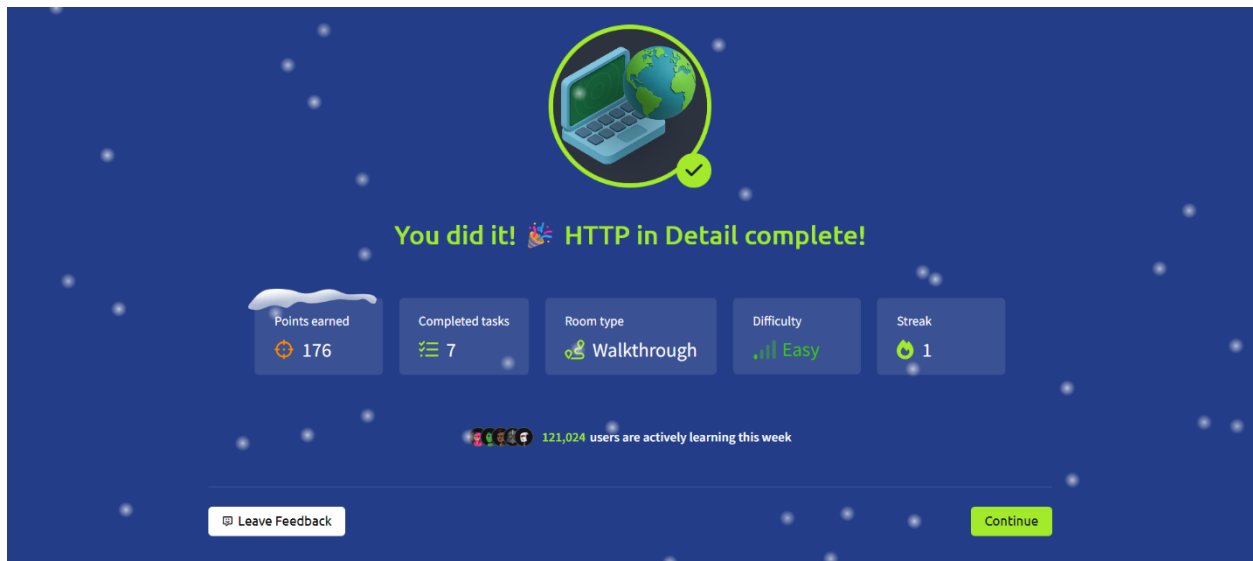 You did it! 🎉 HTTP in Detail complete!
Points earned
176
Completed tasks
7
Room type
Walkthrough
Difficulty
Easy
Streak
1
121,024 users are actively learning this week
Leave Feedback
Continue